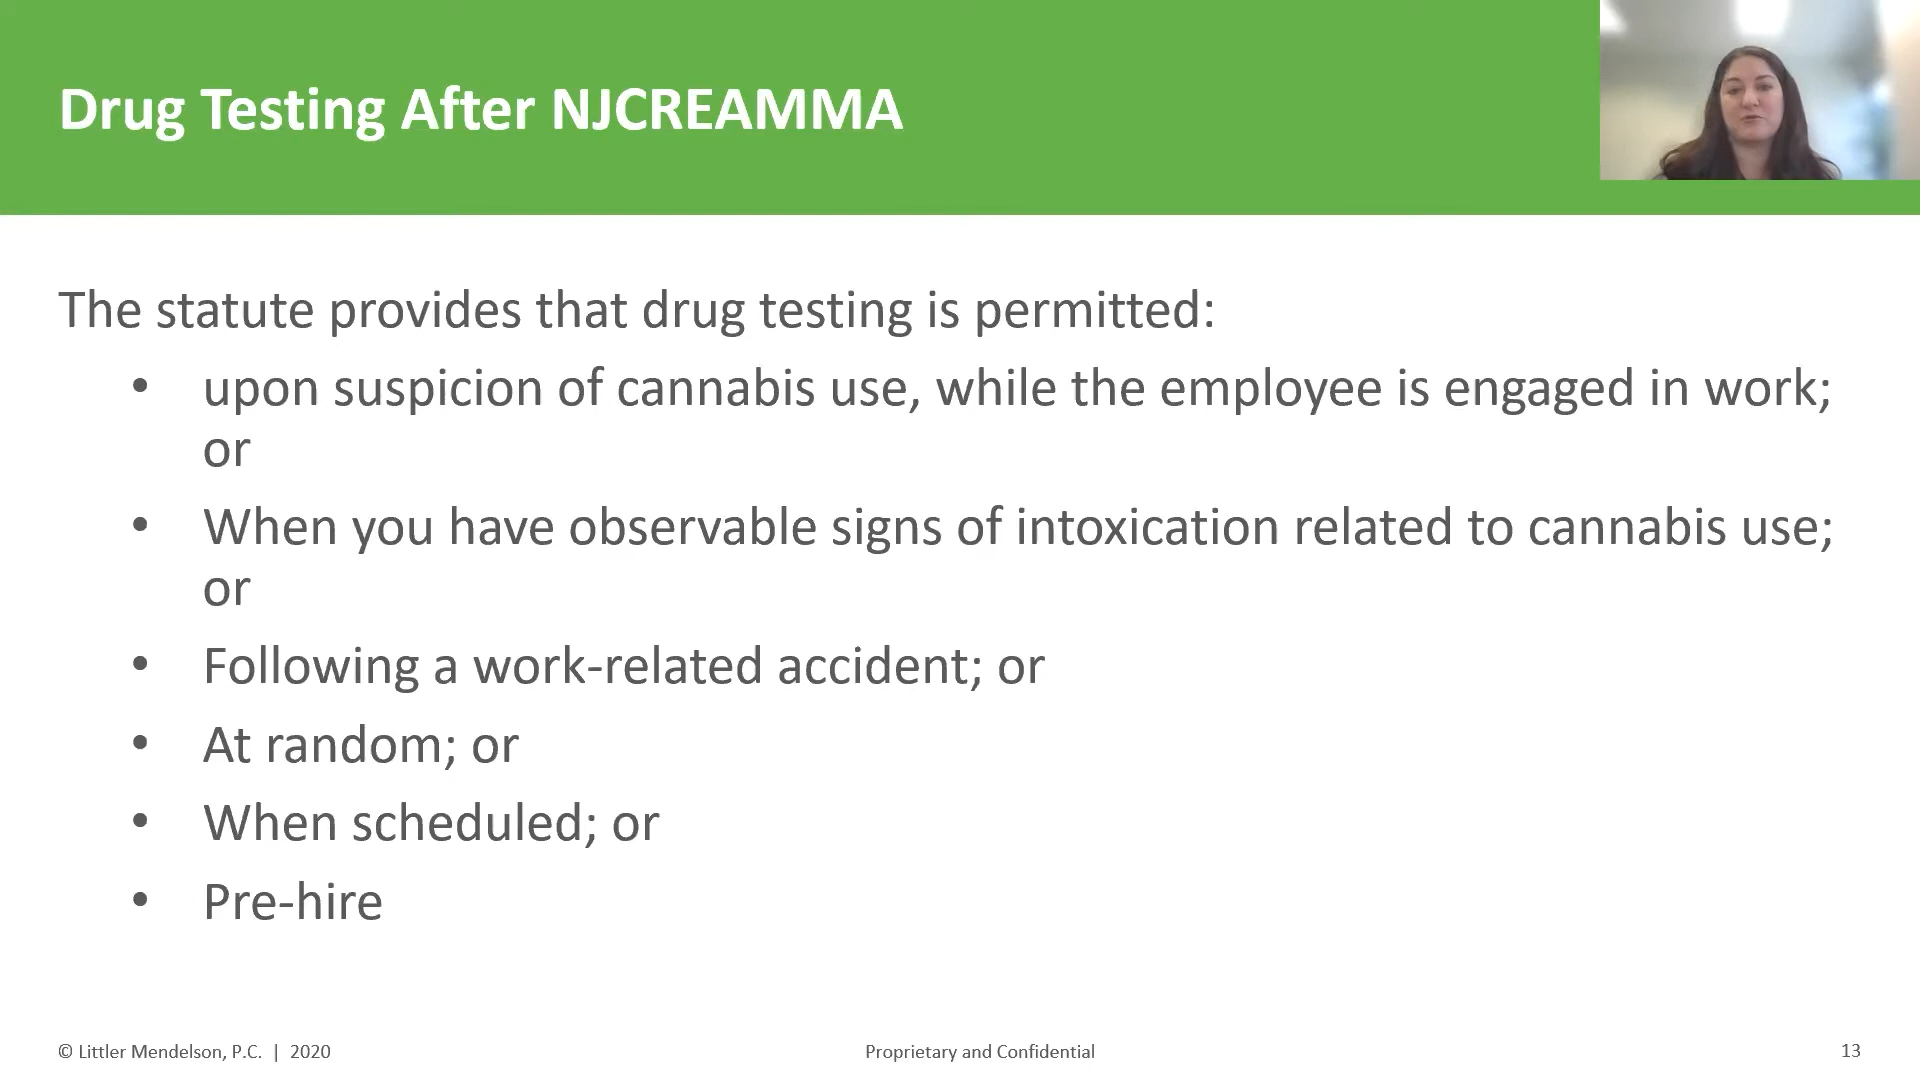 Drug Testing After NJCREAMMA
The statute provides that drug testing is permitted:
• upon suspicion of cannabis use, while the employee is engaged in work;
or
• When you have observable signs of intoxication related to cannabis use;
or
• Following a work-related accident; or
• At random; or
• When scheduled; or
• Pre-hire
© Littler Mendelson, P.C. | 2020
Proprietary and Confidential
13